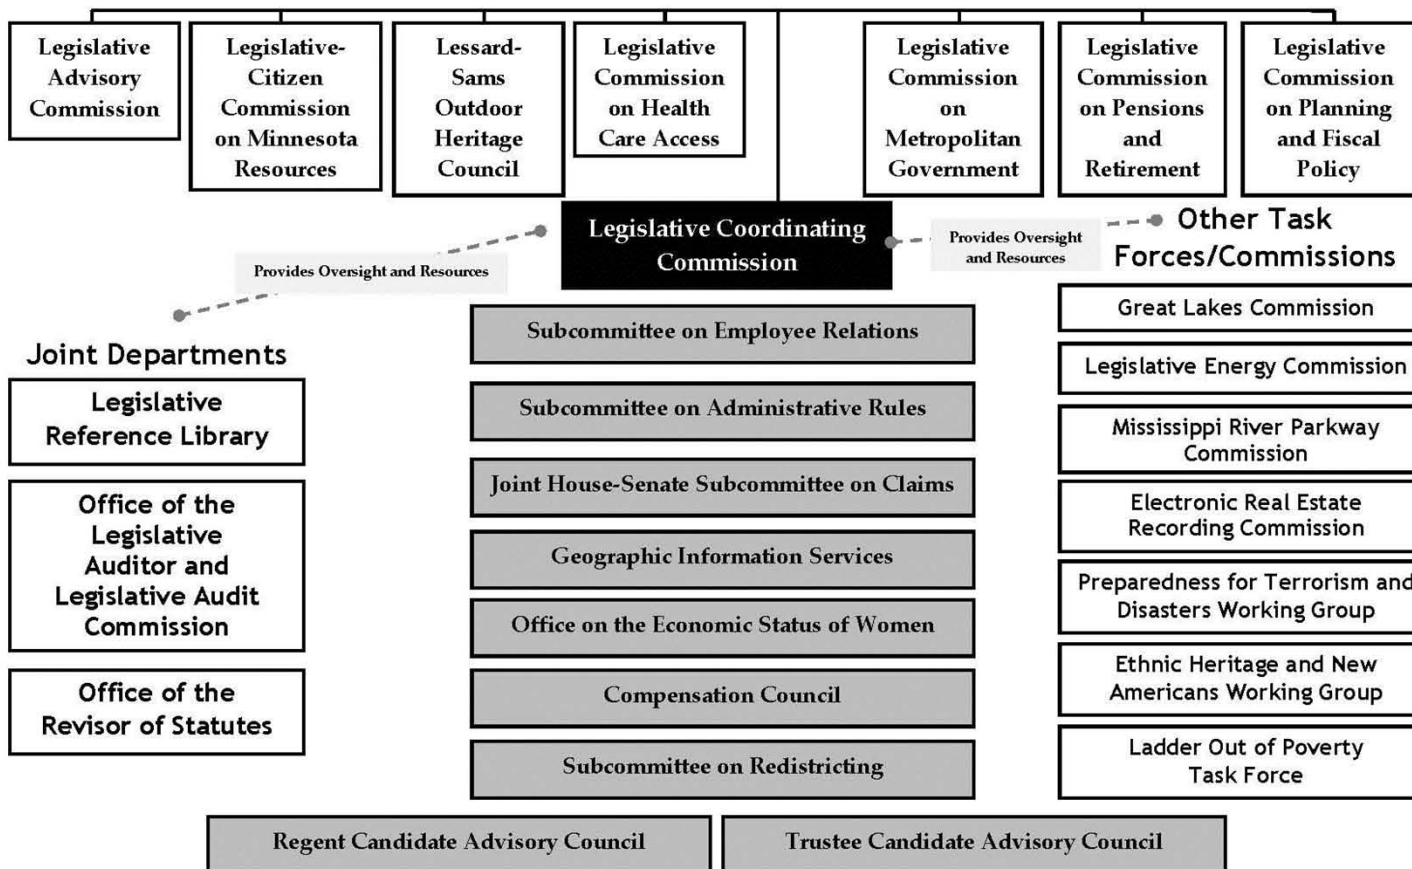 Legislative
Advisory
Commission
Legislative-
Citizen
Commission
on Minnesota
Resources
Lessard-
Sams
Outdoor
Heritage
Council
Legislative
Commission
on Health
Care Access
Legislative
Commission
on
Metropolitan
Government
Legislative
Commission
on Pensions
and
Retirement
Legislative
Commission
on Planning
and Fiscal
Policy
Legislative Coordinating
Commission
Provides Oversight and Resources
Provides Oversight
and Resources
Joint Departments
Legislative
Reference Library
Office of the
Legislative
Auditor and
Legislative Audit
Commission
Office of the
Revisor of Statutes
Subcommittee on Employee Relations
Subcommittee on Administrative Rules
Joint House-Senate Subcommittee on Claims
Geographic Information Services
Office on the Economic Status of Women
Compensation Council
Subcommittee on Redistricting
Other Task
Forces/Commissions
Great Lakes Commission
Legislative Energy Commission
Mississippi River Parkway
Commission
Electronic Real Estate
Recording Commission
Preparedness for Terrorism and
Disasters Working Group
Ethnic Heritage and New
Americans Working Group
Ladder Out of Poverty
Task Force
Regent Candidate Advisory Council
Trustee Candidate Advisory Council